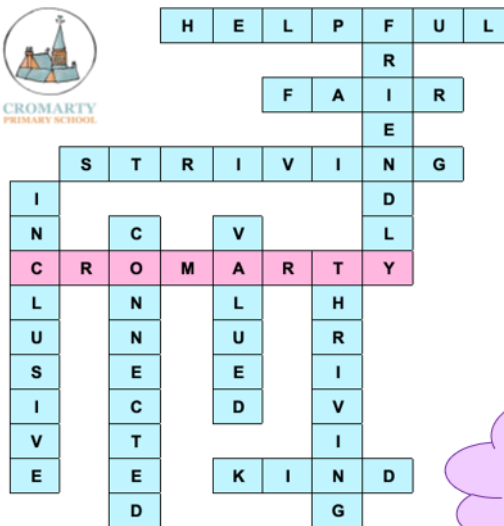 CROMARTY
PRIMARY SCHOOL
HELPFUL
FRIENDLY
FAIR
STRIVING
INCLUSIVE
CONNECTED
VALUED
CROMARTY
THRIVING
KIND